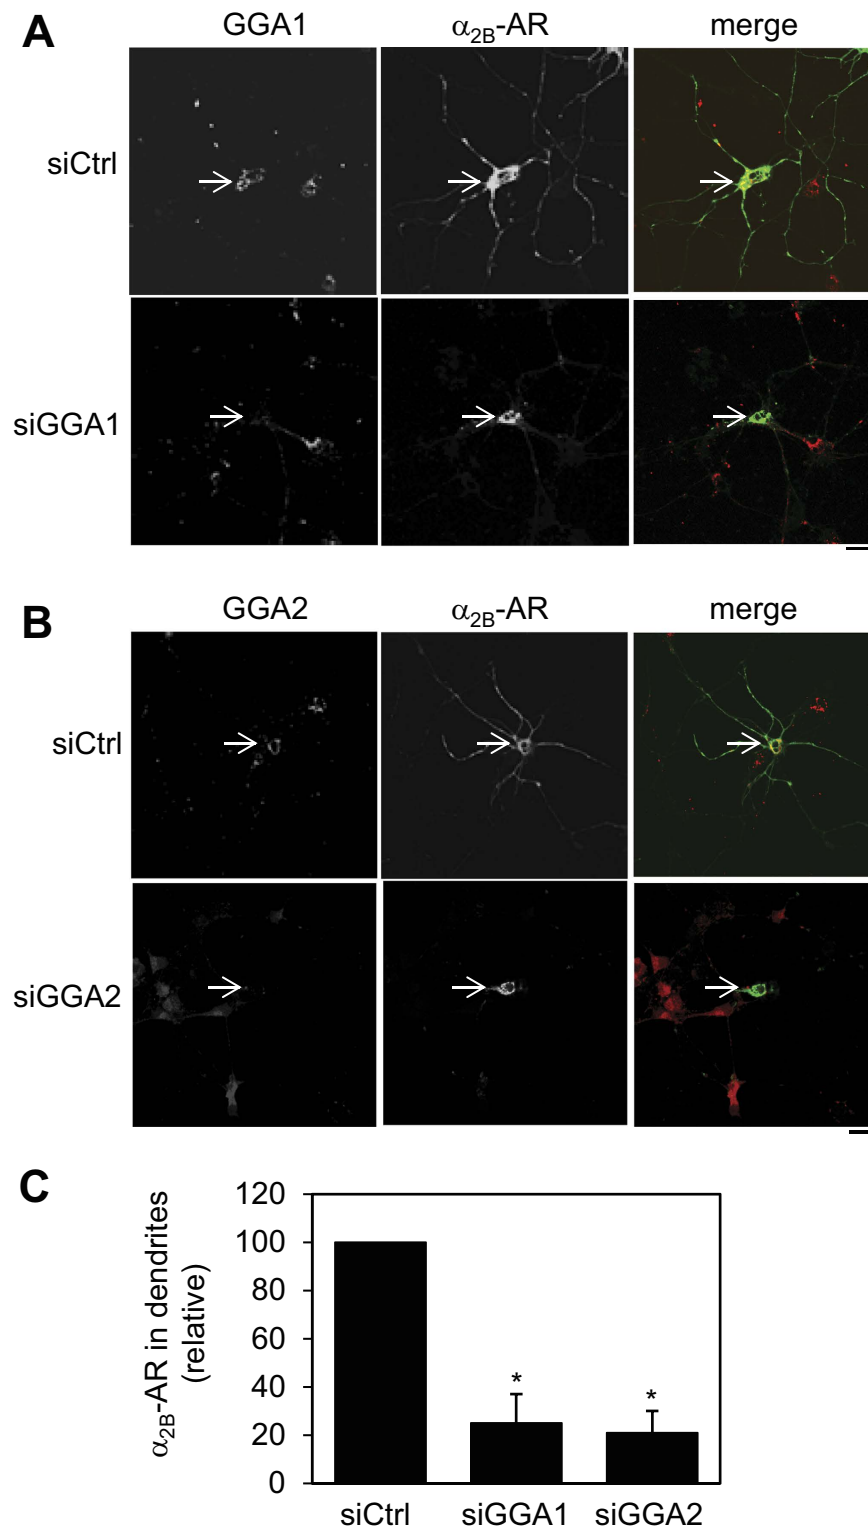 A
GGA1 α2B-AR merge
siCtrl
siGGA1
B
GGA2 α2B-AR merge
siCtrl
siGGA2
C
α2B-AR in dendrites
(relative)
120
100
80
60
40
20
0
* *
siCtrl siGGA1 siGGA2